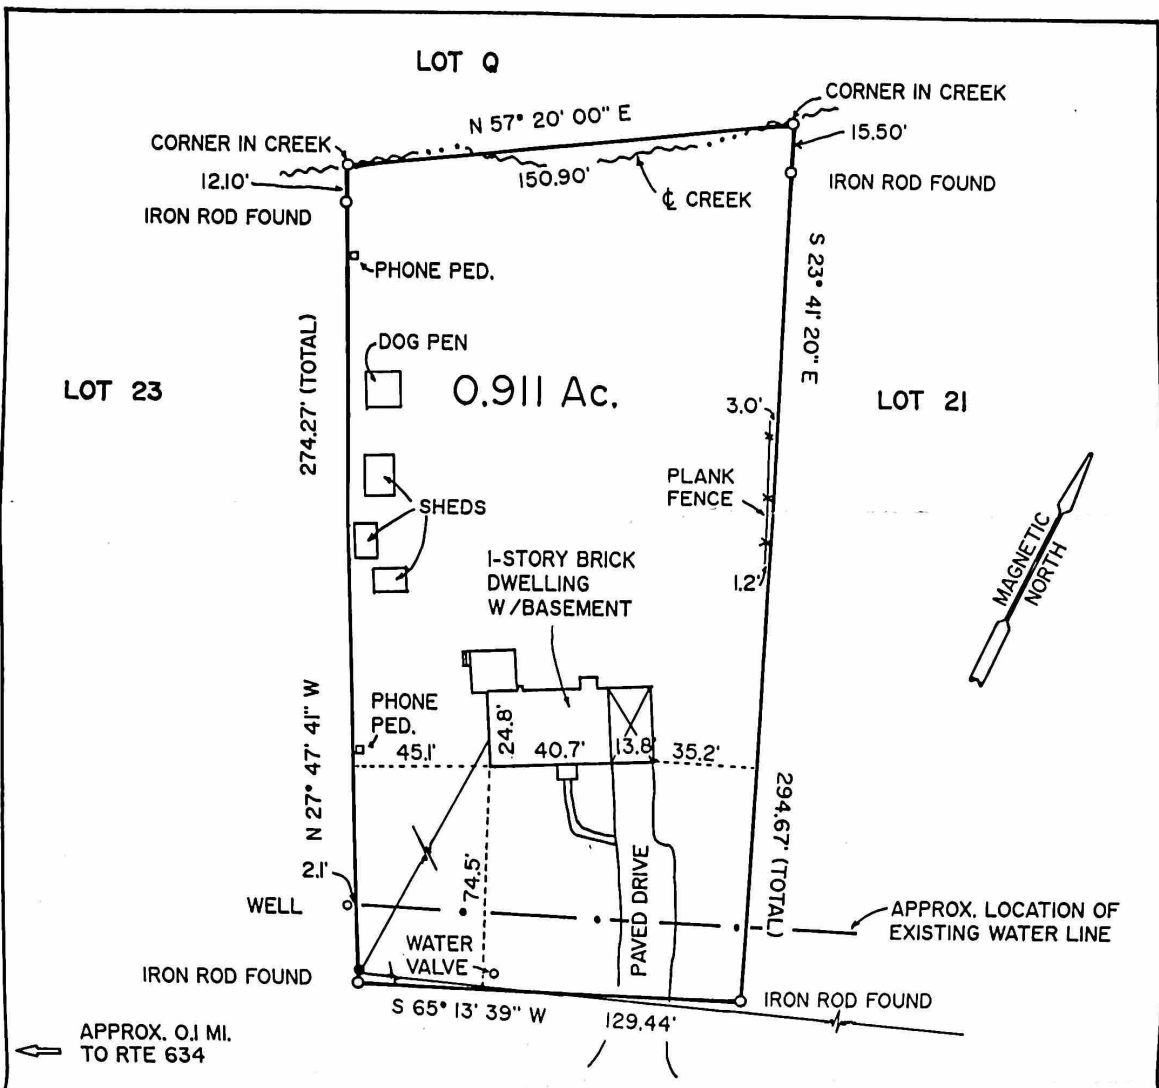 LOT Q
N 57° 20' 00" E
CORNER IN CREEK
15.50'
CORNER IN CREEK
12.10'
150.90'
IRON ROD FOUND
℄ CREEK
IRON ROD FOUND
PHONE PED.
S 23° 41' 20" E
274.27' (TOTAL)
DOG PEN
LOT 23
0.911 Ac.
3.0'
LOT 21
PLANK
FENCE
SHEDS
1-STORY BRICK
DWELLING
W/BASEMENT
1.2'
MAGNETIC
NORTH
N 27° 47' 41" W
PHONE
PED.
45.1'
24.8'
40.7'
13.8'
35.2'
294.67' (TOTAL)
2.1'
74.5'
WELL
PAVED DRIVE
APPROX. LOCATION OF
EXISTING WATER LINE
WATER
VALVE
IRON ROD FOUND
IRON ROD FOUND
S 65° 13' 39" W
129.44'
APPROX. 0.1 MI.
TO RTE 634